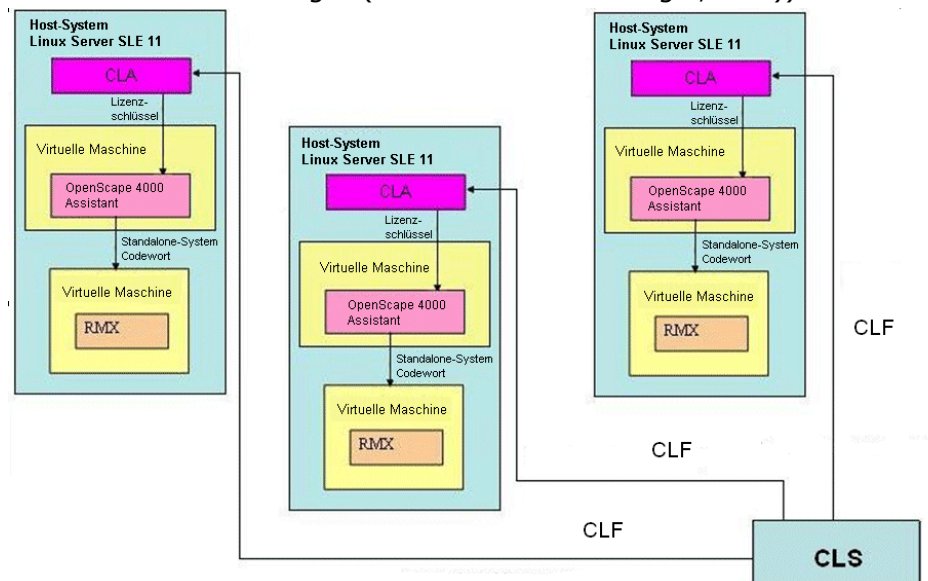 Host-System
Linux Server SLE 11
CLA
Lizenz-
schlüssel
Virtuelle Maschine
OpenScape 4000
Assistant
Standalone-System
Codewort
Virtuelle Maschine
RMX
Host-System
Linux Server SLE 11
CLA
Lizenz-
schlüssel
Virtuelle Maschine
OpenScape 4000
Assistant
Standalone-System
Codewort
Virtuelle Maschine
RMX
Host-System
Linux Server SLE 11
CLA
Lizenz-
schlüssel
Virtuelle Maschine
OpenScape 4000
Assistant
Standalone-System
Codewort
Virtuelle Maschine
RMX
CLF
CLF
CLF
CLS